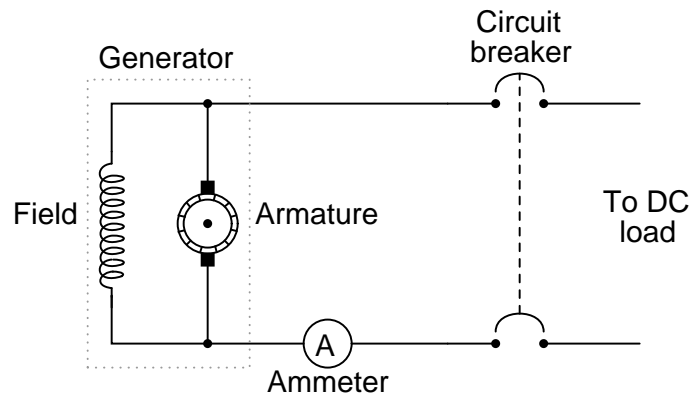 Circuit
breaker
Generator
Field
Armature
To DC
load
A
Ammeter